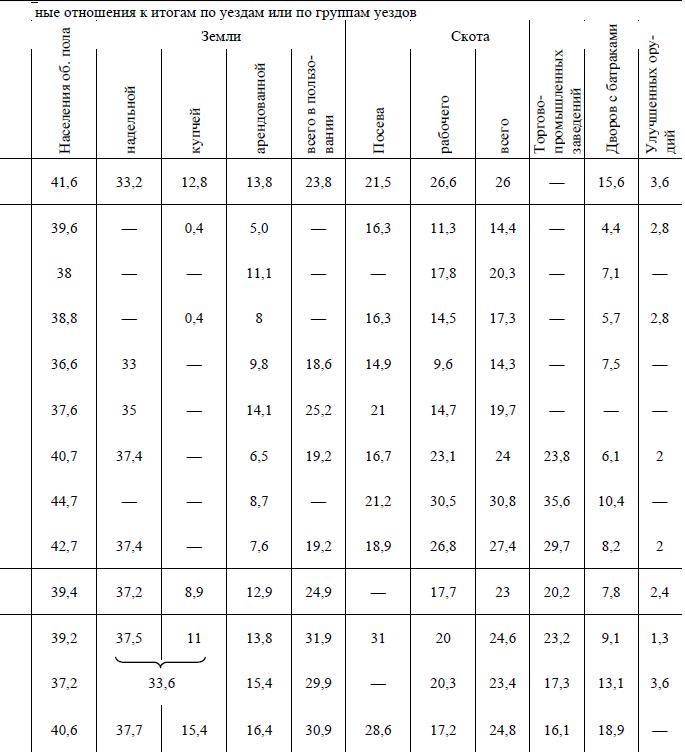 ные отношения к итогам по уездам или по группам уездов
Населения об. пола
Земли
надельной
купчей
арендованной
всего в пользо-
вании
Посева
Скота
рабочего
всего
Торгово-
промышленных
заведений
Дворов с батраками
Улучшенных ору-
дий
41,6 33,2 12,8 13,8 23,8 21,5 26,6 26 — 15,6 3,6
39,6 — 0,4 5,0 — 16,3 11,3 14,4 — 4,4 2,8
38 — — 11,1 — — 17,8 20,3 — 7,1 —
38,8 — 0,4 8 — 16,3 14,5 17,3 — 5,7 2,8
36,6 33 — 9,8 18,6 14,9 9,6 14,3 — 7,5 —
37,6 35 — 14,1 25,2 21 14,7 19,7 — — —
40,7 37,4 — 6,5 19,2 16,7 23,1 24 23,8 6,1 2
44,7 — — 8,7 — 21,2 30,5 30,8 35,6 10,4 —
42,7 37,4 — 7,6 19,2 18,9 26,8 27,4 29,7 8,2 2
39,4 37,2 8,9 12,9 24,9 — 17,7 23 20,2 7,8 2,4
39,2 37,5 11 13,8 31,9 31 20 24,6 23,2 9,1 1,3
37,2 33,6 15,4 29,9 — 20,3 23,4 17,3 13,1 3,6
40,6 37,7 15,4 16,4 30,9 28,6 17,2 24,8 16,1 18,9 —